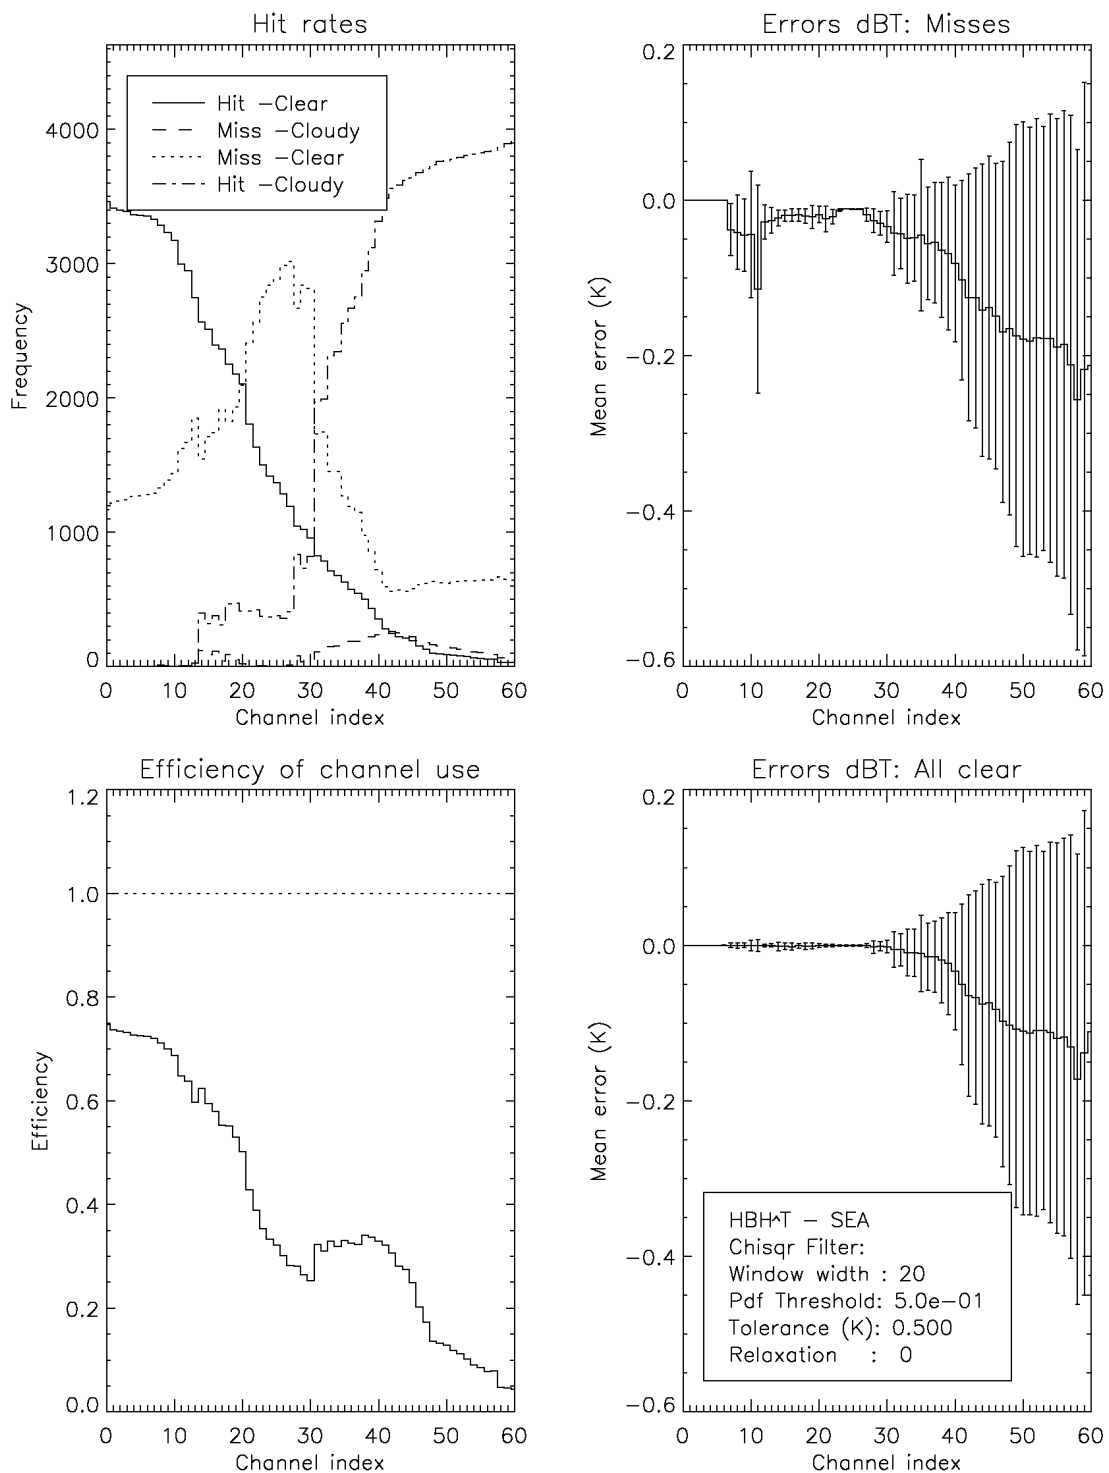 Hit rates
Frequency
4000
3000
2000
1000
0
Hit –Clear
Miss –Cloudy
Miss –Clear
Hit –Cloudy
0 10 20 30 40 50 60
Channel index
Errors dBT: Misses
Mean error (K)
0.2
0.0
−0.2
−0.4
−0.6
0 10 20 30 40 50 60
Channel index
Efficiency of channel use
Efficiency
1.2
1.0
0.8
0.6
0.4
0.2
0.0
0 10 20 30 40 50 60
Channel index
Errors dBT: All clear
Mean error (K)
0.2
0.0
−0.2
−0.4
−0.6
HBH^T – SEA
Chisqr Filter:
Window width : 20
Pdf Threshold: 5.0e−01
Tolerance (K): 0.500
Relaxation : 0
0 10 20 30 40 50 60
Channel index